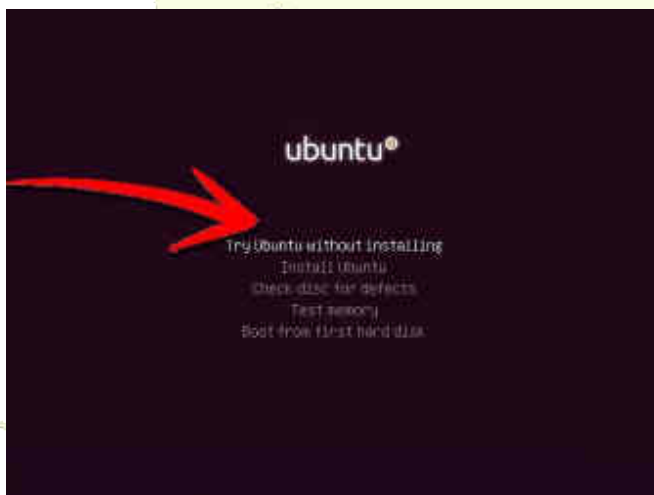 ubuntu
Try Ubuntu without installing
Install Ubuntu
Check disc for defects
Test memory
Boot from first hard disk